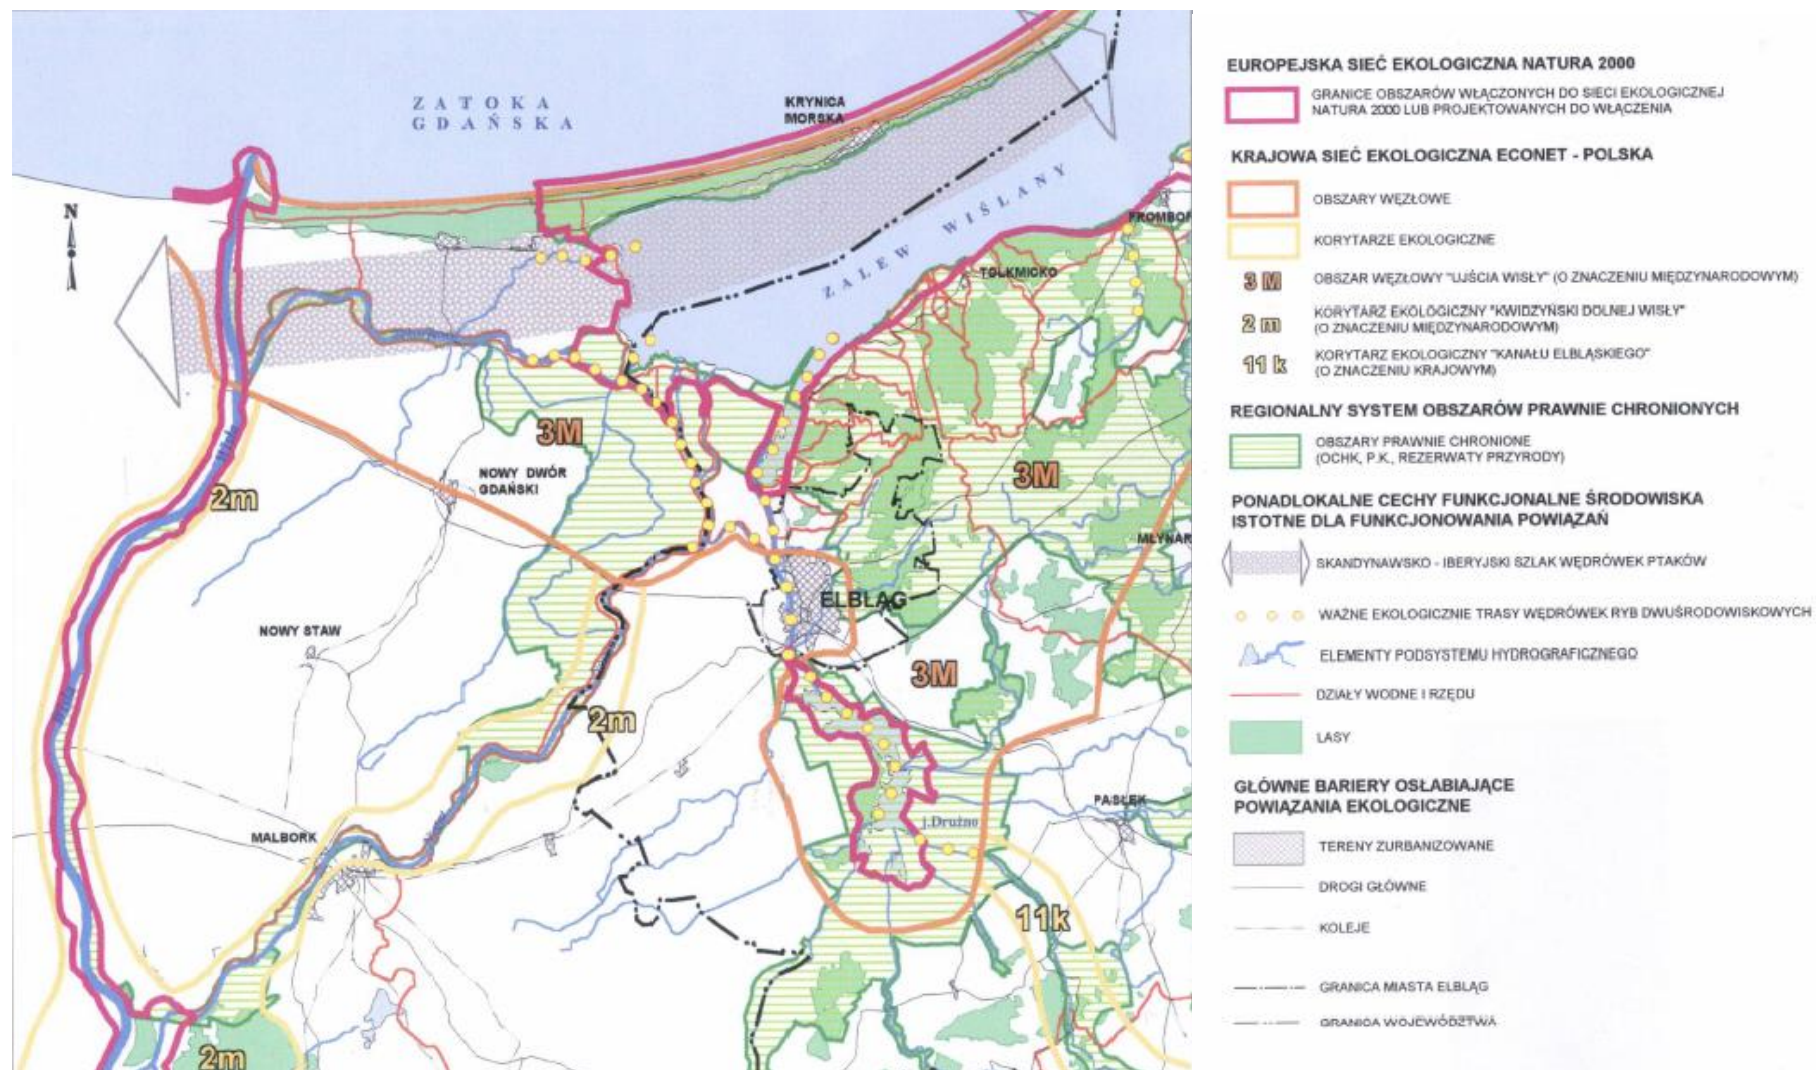 ZATOKA
GDAŃSKA
KRYNICA
MORSKA
N
ZALEW WIŚLANY
FROMBOR
TOLKMICKO
3M
NOWY DWÓR
GDAŃSKI
2m
3M
MŁYNAR
ELBLĄG
NOWY STAW
3M
2m
PASŁĘK
j.Drużno
MALBORK
11k
2m
EUROPEJSKA SIEĆ EKOLOGICZNA NATURA 2000
GRANICE OBSZARÓW WŁĄCZONYCH DO SIECI EKOLOGICZNEJ
NATURA 2000 LUB PROJEKTOWANYCH DO WŁĄCZENIA
KRAJOWA SIEĆ EKOLOGICZNA ECONET - POLSKA
OBSZARY WĘZŁOWE
KORYTARZE EKOLOGICZNE
3 M OBSZAR WĘZŁOWY "UJŚCIA WISŁY" (O ZNACZENIU MIĘDZYNARODOWYM)
2 m KORYTARZ EKOLOGICZNY "KWIDZYŃSKI DOLNEJ WISŁY"
(O ZNACZENIU MIĘDZYNARODOWYM)
11 k KORYTARZ EKOLOGICZNY "KANAŁU ELBLĄSKIEGO"
(O ZNACZENIU KRAJOWYM)
REGIONALNY SYSTEM OBSZARÓW PRAWNIE CHRONIONYCH
OBSZARY PRAWNIE CHRONIONE
(OCHK, P.K., REZERWATY PRZYRODY)
PONADLOKALNE CECHY FUNKCJONALNE ŚRODOWISKA
ISTOTNE DLA FUNKCJONOWANIA POWIĄZAŃ
SKANDYNAWSKO - IBERYJSKI SZLAK WĘDRÓWEK PTAKÓW
WAŻNE EKOLOGICZNIE TRASY WĘDRÓWEK RYB DWUŚRODOWISKOWYCH
ELEMENTY PODSYSTEMU HYDROGRAFICZNEGO
DZIAŁY WODNE I RZĘDU
LASY
GŁÓWNE BARIERY OSŁABIAJĄCE
POWIĄZANIA EKOLOGICZNE
TERENY ZURBANIZOWANE
DROGI GŁÓWNE
KOLEJE
GRANICA MIASTA ELBLĄG
GRANICA WOJEWÓDZTWA